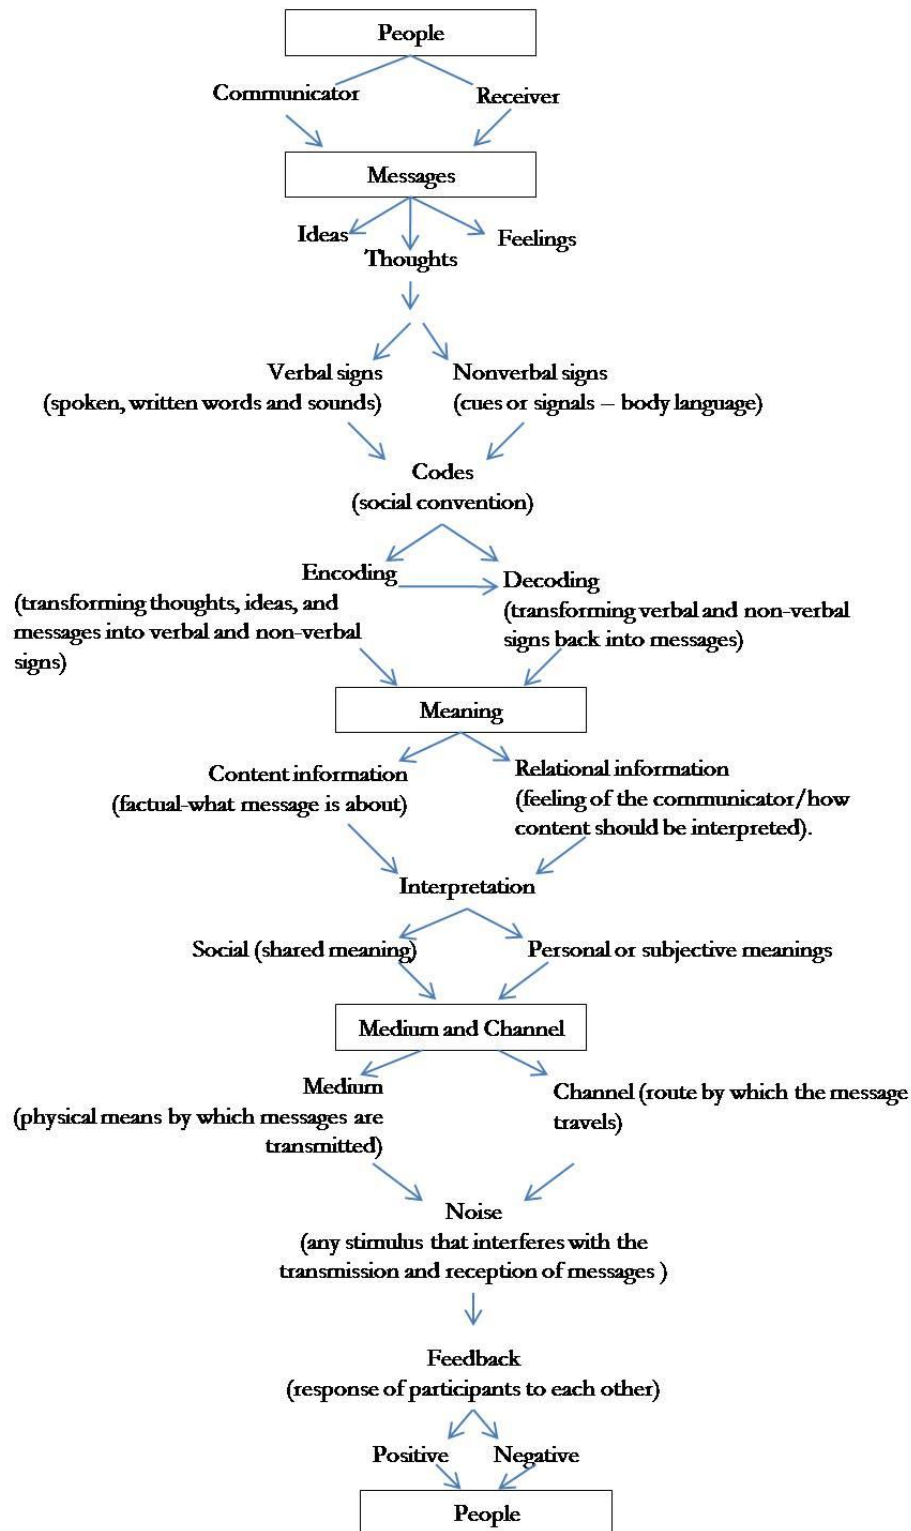 People
Communicator
Receiver
Messages
Ideas
Feelings
Thoughts
Verbal signs
(spoken, written words and sounds)
Nonverbal signs
(cues or signals – body language)
Codes
(social convention)
Encoding
(transforming thoughts, ideas, and
messages into verbal and non-verbal
signs)
Decoding
(transforming verbal and non-verbal
signs back into messages)
Meaning
Content information
(factual-what message is about)
Relational information
(feeling of the communicator/how
content should be interpreted).
Interpretation
Social (shared meaning)
Personal or subjective meanings
Medium and Channel
Medium
(physical means by which messages are
transmitted)
Channel (route by which the message
travels)
Noise
(any stimulus that interferes with the
transmission and reception of messages )
Feedback
(response of participants to each other)
Positive
Negative
People